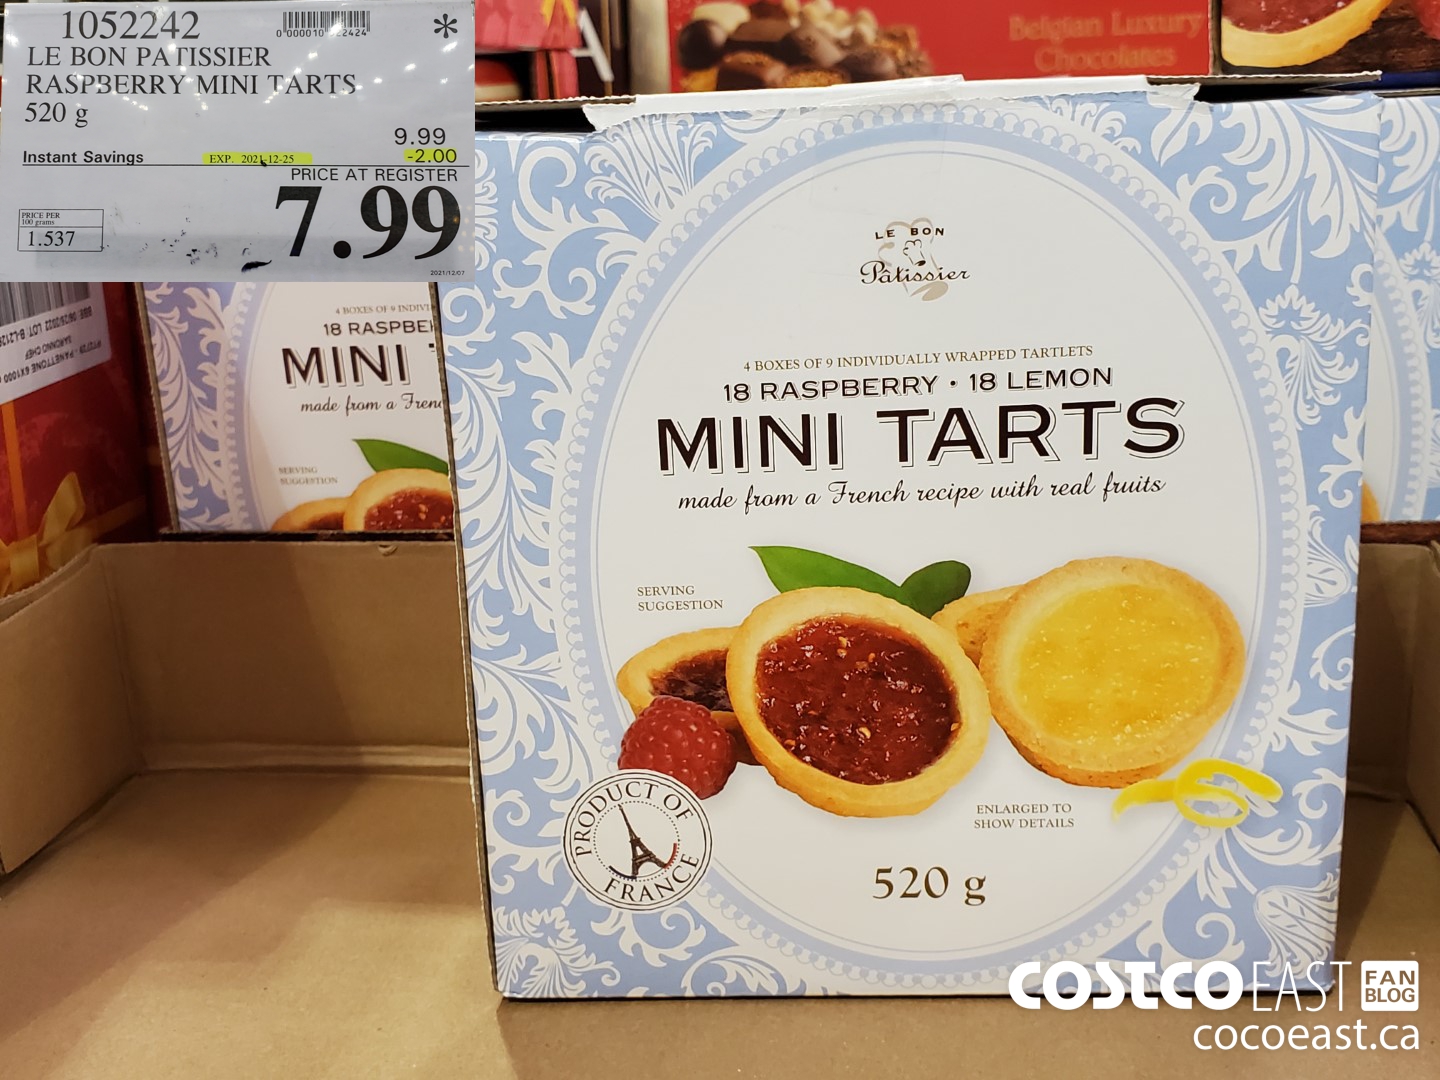 1052242
*
LE BON PATISSIER
RASPBERRY MINI TARTS
520 g
9.99
Instant Savings EXP. 2021-12-25 -2.00
PRICE AT REGISTER
7.99
PRICE PER
100 grams
1.537
2021/12/07
Belgian Luxury
Chocolates
4 BOXES OF 9
18 RASPBE
MINI
made from a Fren
SERVING
SUGGESTION
LE BON
Pâtissier
4 BOXES OF 9 INDIVIDUALLY WRAPPED TARTLETS
18 RASPBERRY • 18 LEMON
MINI TARTS
made from a French recipe with real fruits
SERVING
SUGGESTION
PRODUCT OF
FRANCE
ENLARGED TO
SHOW DETAILS
520 g
COSTCO EAST FAN
BLOG
cocoeast.ca